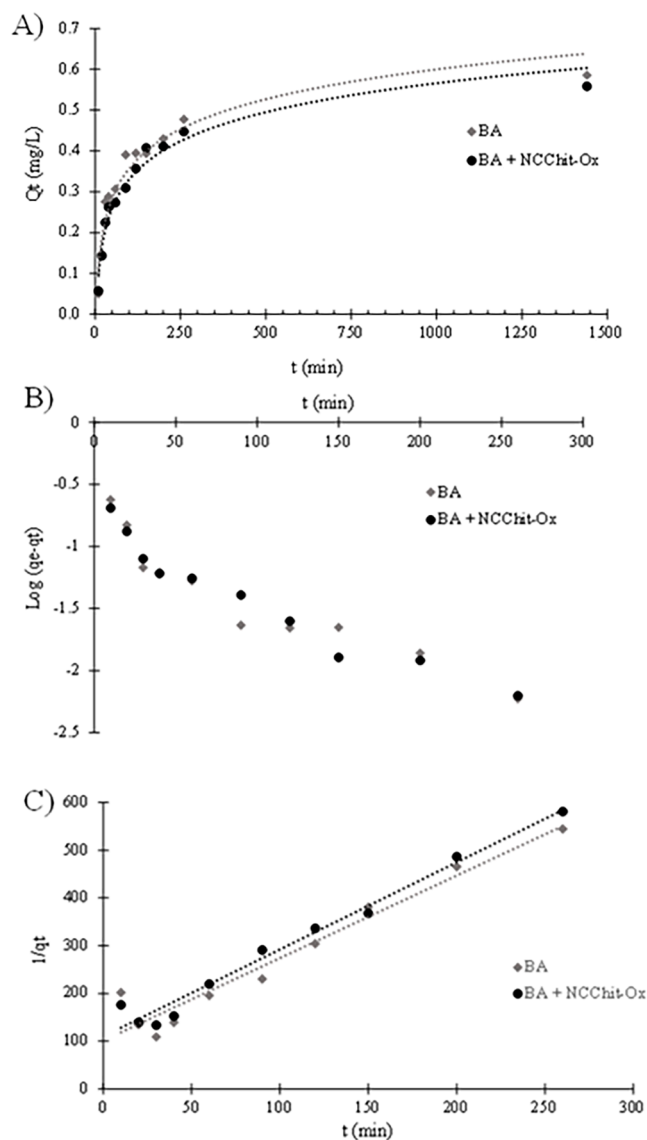 A)
0.7
0.6
0.5
0.4
0.3
0.2
0.1
0.0
Qt (mg/L)
BA
BA + NCChit-Ox
0 250 500 750 1000 1250 1500
t (min)
B)
t (min)
0 50 100 150 200 250 300
0
-0.5
-1
-1.5
-2
-2.5
Log (qe-qt)
BA
BA + NCChit-Ox
C)
600
500
400
300
200
100
0
1/qt
BA
BA + NCChit-Ox
0 50 100 150 200 250 300
t (min)